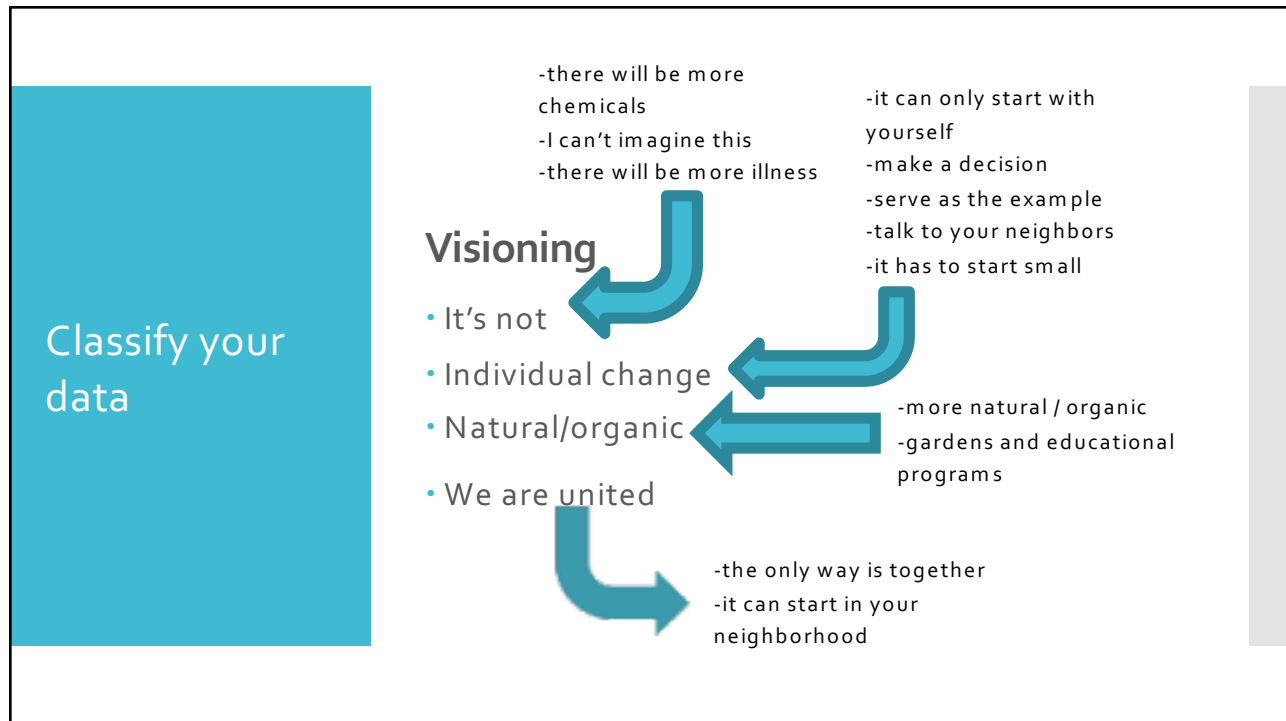 Classify your
data
-there will be more
chemicals
-I can’t imagine this
-there will be more illness
-it can only start with
yourself
-make a decision
-serve as the example
-talk to your neighbors
-it has to start small
Visioning
• It’s not
• Individual change
• Natural/organic
• We are united
-more natural / organic
-gardens and educational
programs
-the only way is together
-it can start in your
neighborhood